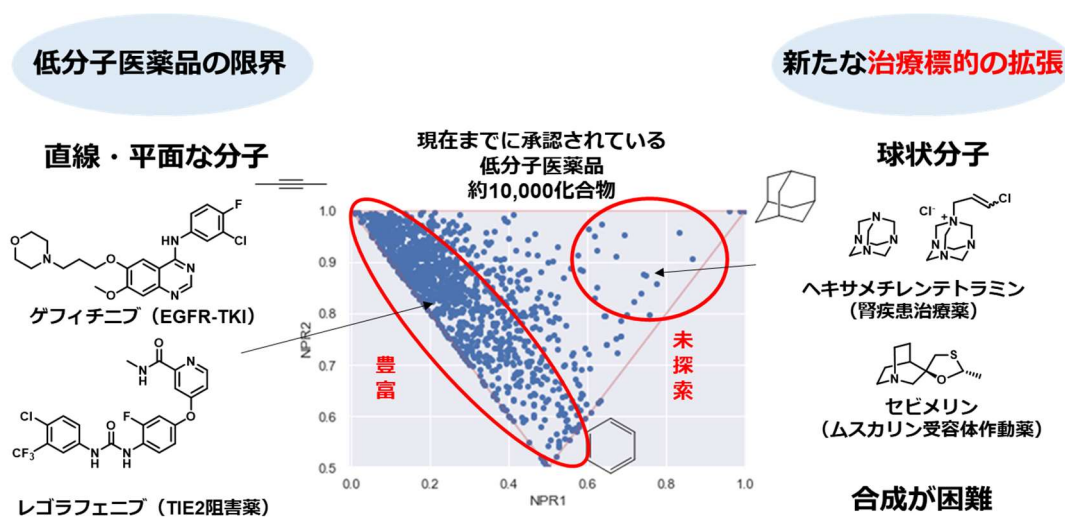 低分子医薬品の限界
新たな治療標的の拡張
直線・平面な分子
現在までに承認されている
低分子医薬品
約10,000化合物
球状分子
O
N
O
O
N
N
HN
F
Cl
ゲフィチニブ（EGFR-TKI）
O
N
H
N
O
Cl
CF3
N
H
O
N
H
F
レゴラフェニブ（TIE2阻害薬）
1.0
0.9
0.8
0.7
0.6
0.5
NPR2
0.0
0.2
0.4
0.6
0.8
1.0
NPR1
豊富
未探索
N
N
N
N
Cl-
N+
N
N
N
Cl
ヘキサメチレンテトラミン
（腎疾患治療薬）
N
S
O
セビメリン
（ムスカリン受容体作動薬）
合成が困難